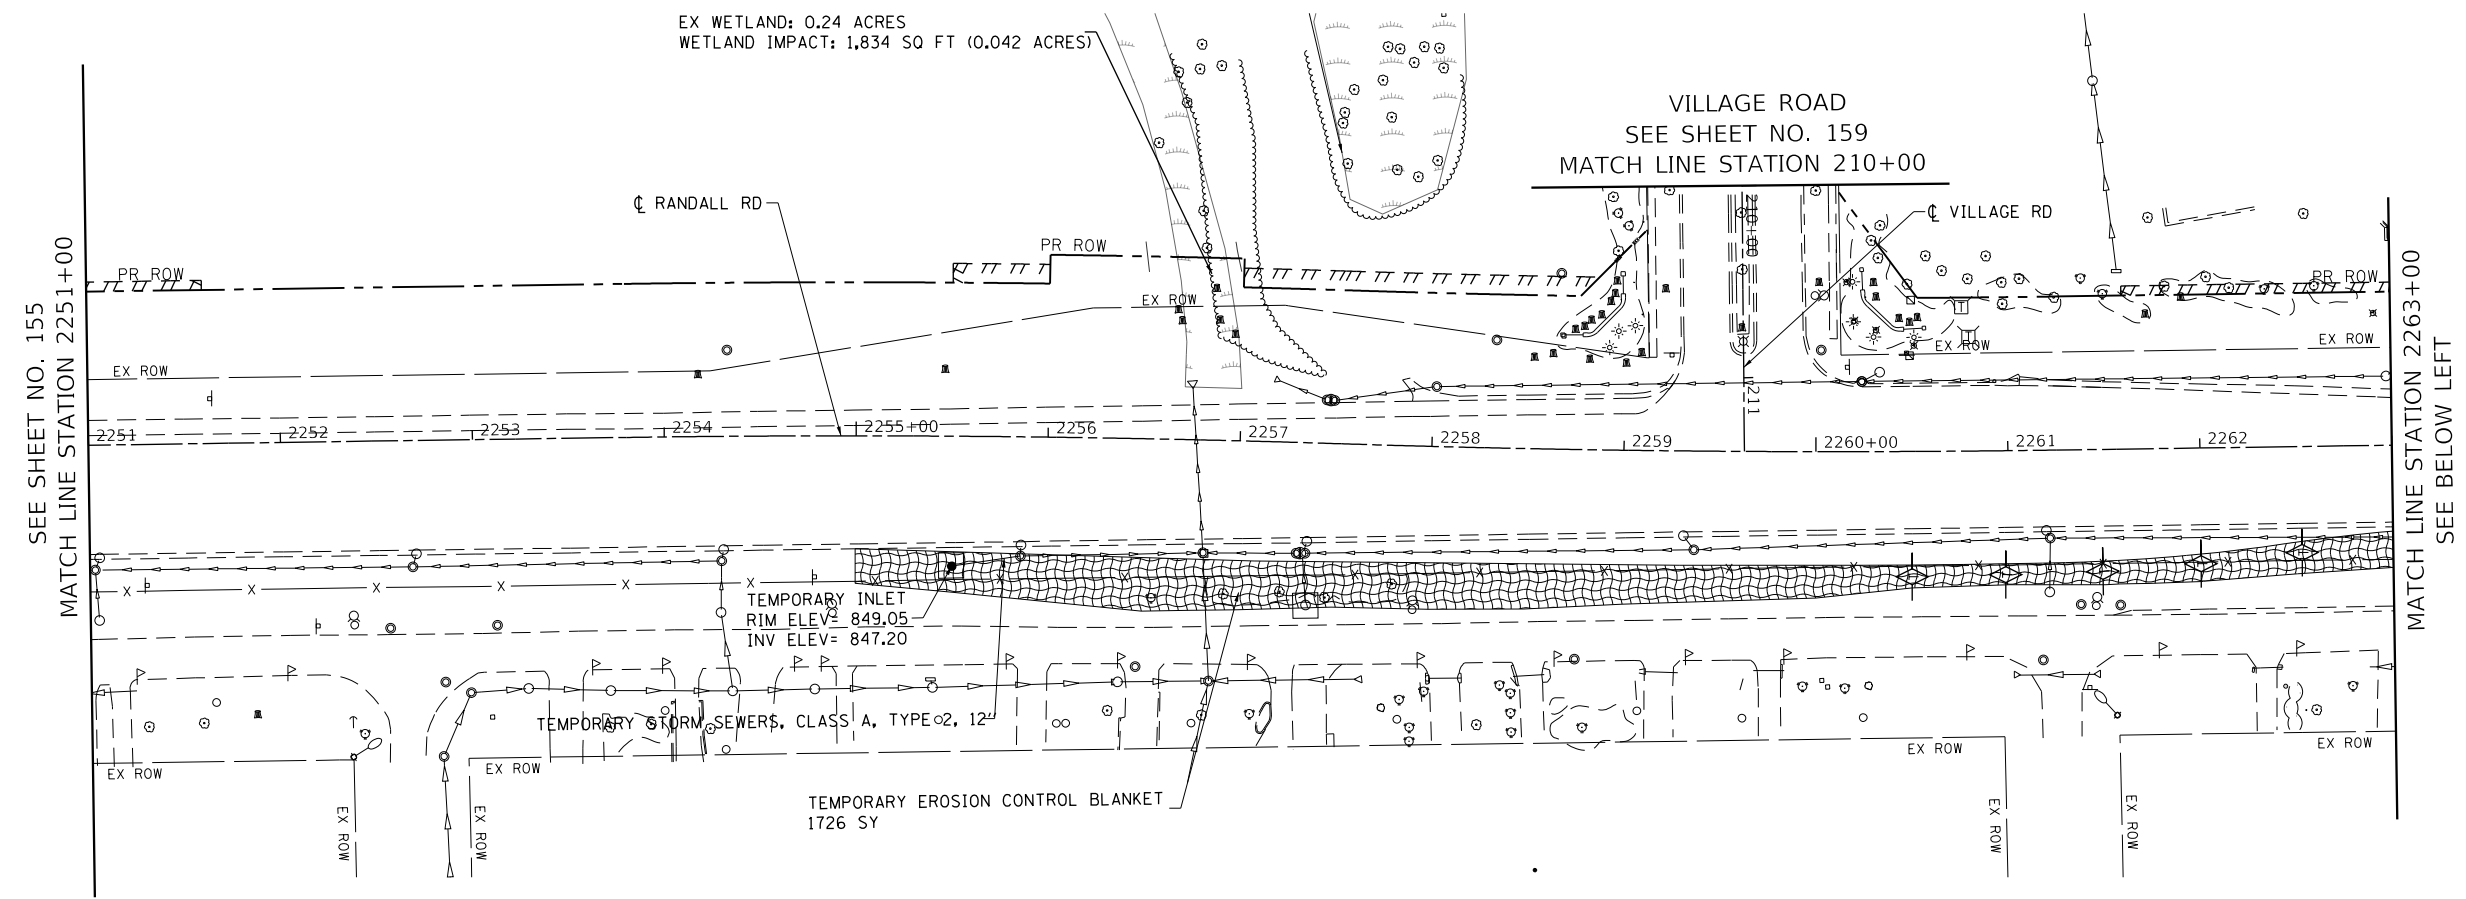 EX WETLAND: 0.24 ACRES
WETLAND IMPACT: 1,834 SQ FT (0.042 ACRES)
VILLAGE ROAD
SEE SHEET NO. 159
MATCH LINE STATION 210+00
℄ RANDALL RD
℄ VILLAGE RD
210+00
211
SEE SHEET NO. 155
MATCH LINE STATION 2251+00
PR ROW
PR ROW
PR ROW
EX ROW
EX ROW
EX ROW
EX ROW
2251
2252
2253
2254
2255+00
2256
2257
2258
2259
2260+00
2261
2262
MATCH LINE STATION 2263+00
SEE BELOW LEFT
X X X X X X X X X X X X X X X X X X X
TEMPORARY INLET
RIM ELEV= 849.05
INV ELEV= 847.20
TEMPORARY STORM SEWERS, CLASS A, TYPE 2, 12"
TEMPORARY EROSION CONTROL BLANKET
1726 SY
EX ROW
EX ROW
EX ROW
EX ROW
EX ROW
EX ROW
EX ROW
EX ROW
T
T